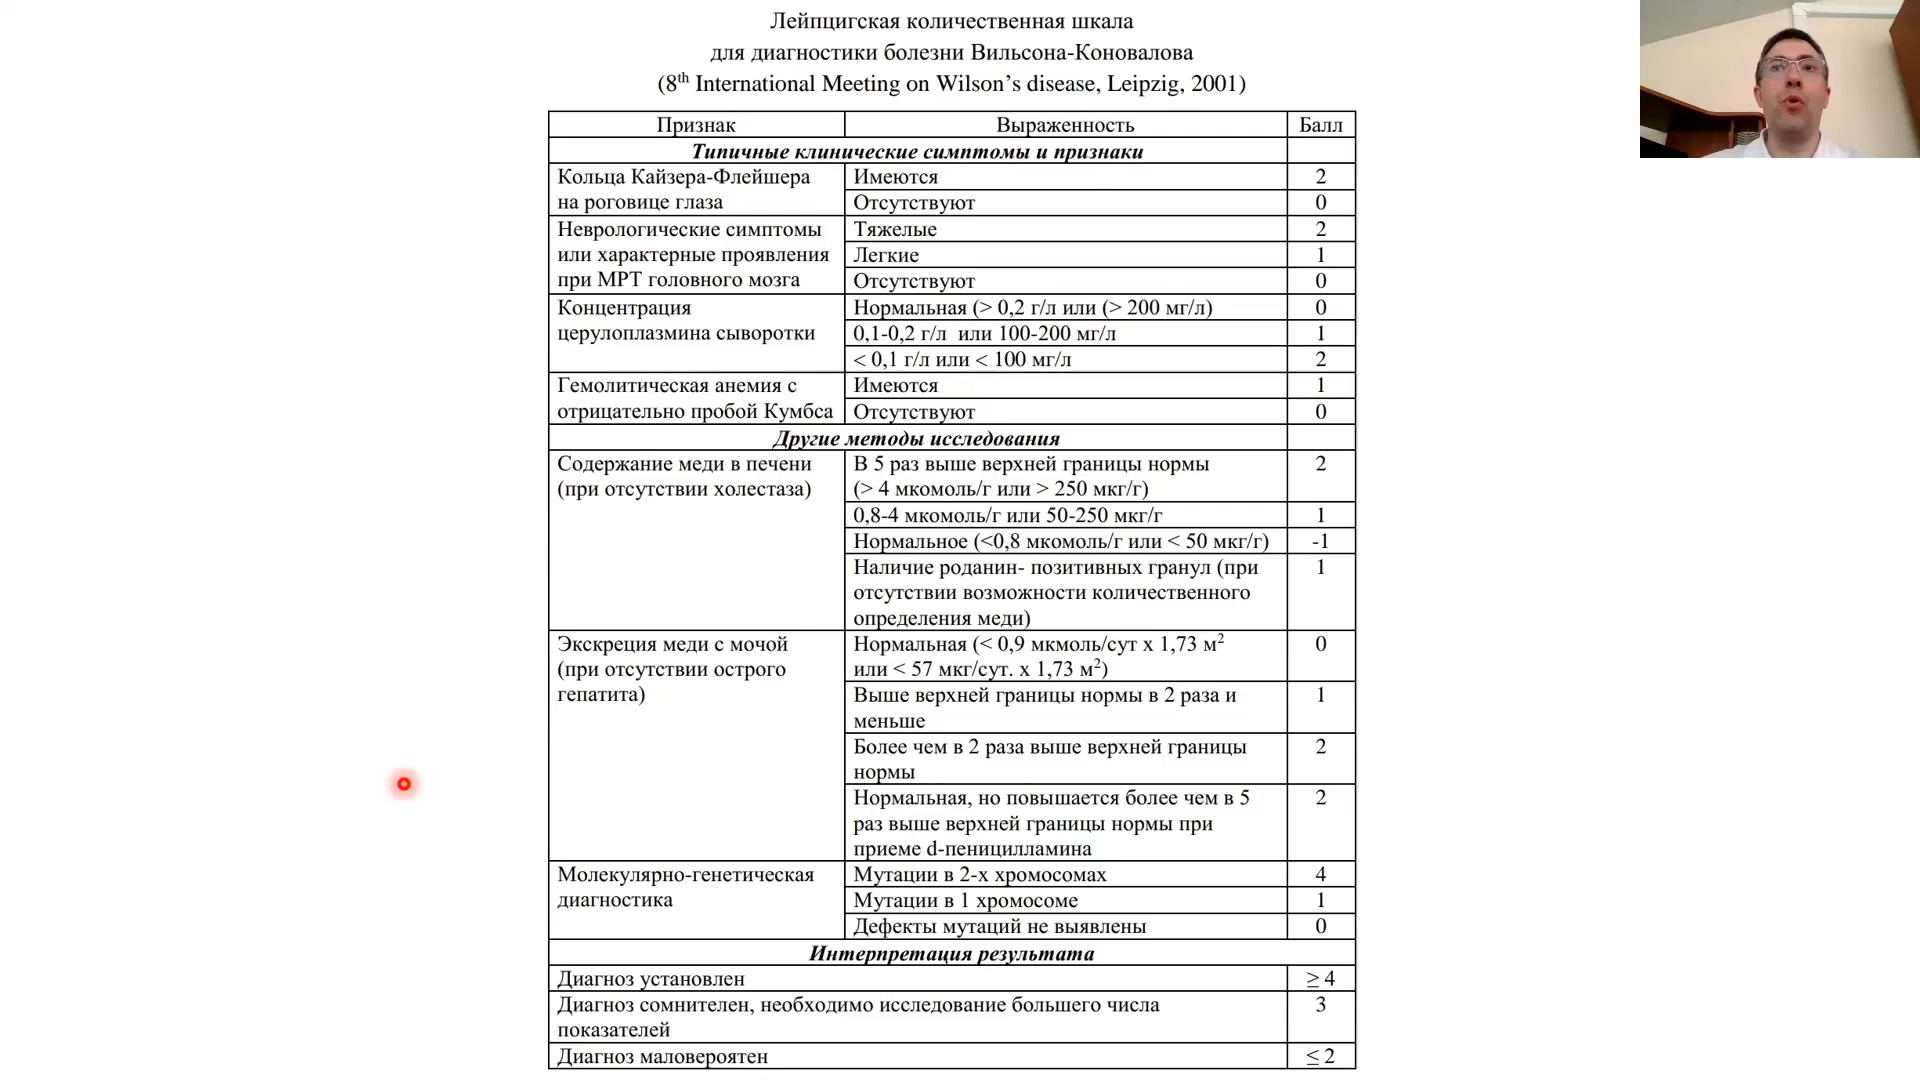 Лейпцигская количественная шкала
для диагностики болезни Вильсона-Коновалова
(8th International Meeting on Wilson’s disease, Leipzig, 2001)
Признак Выраженность Балл
Типичные клинические симптомы и признаки
Кольца Кайзера-Флейшера Имеются 2
на роговице глаза Отсутствуют 0
Неврологические симптомы Тяжелые 2
или характерные проявления Легкие 1
при МРТ головного мозга Отсутствуют 0
Концентрация Нормальная (> 0,2 г/л или (> 200 мг/л) 0
церулоплазмина сыворотки 0,1-0,2 г/л или 100-200 мг/л 1
< 0,1 г/л или < 100 мг/л 2
Гемолитическая анемия с Имеются 1
отрицательно пробой Кумбса Отсутствуют 0
Другие методы исследования
Содержание меди в печени В 5 раз выше верхней границы нормы 2
(при отсутствии холестаза) (> 4 мкомоль/г или > 250 мкг/г)
0,8-4 мкомоль/г или 50-250 мкг/г 1
Нормальное (<0,8 мкомоль/г или < 50 мкг/г) -1
Наличие роданин- позитивных гранул (при 1
отсутствии возможности количественного
определения меди)
Экскреция меди с мочой Нормальная (< 0,9 мкмоль/сут х 1,73 м2 0
(при отсутствии острого или < 57 мкг/сут. х 1,73 м2)
гепатита) Выше верхней границы нормы в 2 раза и 1
меньше
Более чем в 2 раза выше верхней границы 2
нормы
Нормальная, но повышается более чем в 5 2
раз выше верхней границы нормы при
приеме d-пеницилламина
Молекулярно-генетическая Мутации в 2-х хромосомах 4
диагностика Мутации в 1 хромосоме 1
Дефекты мутаций не выявлены 0
Интерпретация результата
Диагноз установлен ≥ 4
Диагноз сомнителен, необходимо исследование большего числа 3
показателей
Диагноз маловероятен ≤ 2